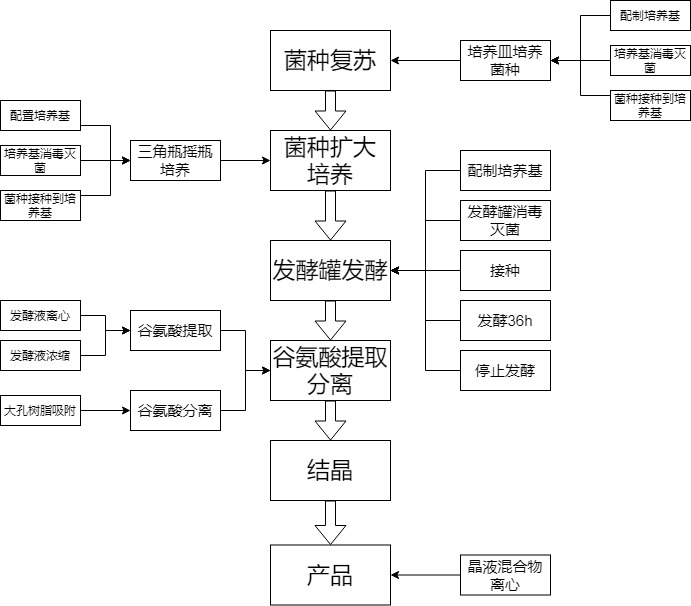 配制培养基
菌种复苏
培养皿培养
菌种
培养基消毒灭
菌
菌种接种到培
养基
配置培养基
培养基消毒灭
菌
菌种接种到培
养基
三角瓶摇瓶
培养
菌种扩大
培养
配制培养基
发酵罐消毒
灭菌
发酵罐发酵
接种
发酵36h
停止发酵
发酵液离心
发酵液浓缩
谷氨酸提取
谷氨酸提取
分离
大孔树脂吸附
谷氨酸分离
结晶
产品
晶液混合物
离心